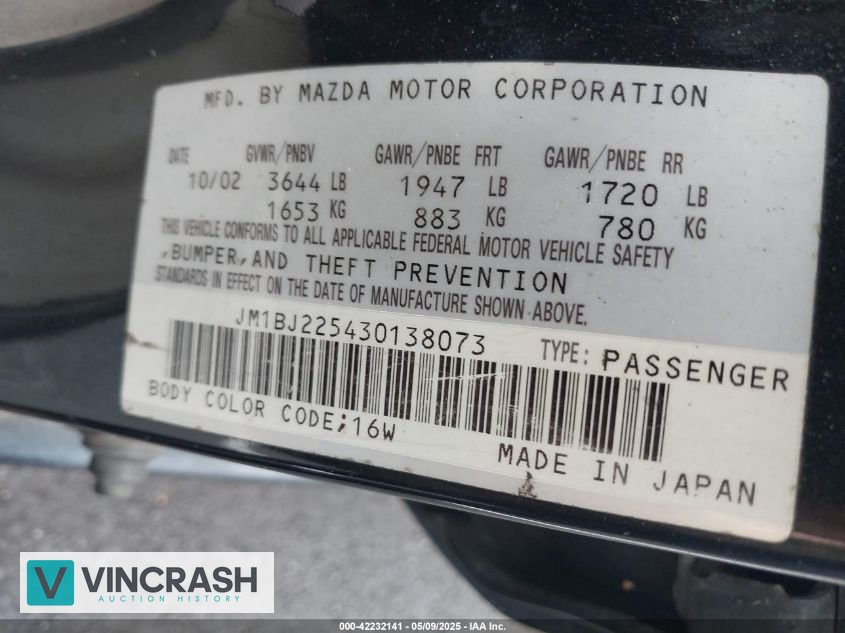 MFD. BY MAZDA MOTOR CORPORATION
DATE GVWR/PNBV GAWR/PNBE FRT GAWR/PNBE RR
10/02 3644 LB 1947 LB 1720 LB
1653 KG 883 KG 780 KG
THIS VEHICLE CONFORMS TO ALL APPLICABLE FEDERAL MOTOR VEHICLE SAFETY
,BUMPER,AND THEFT PREVENTION
STANDARDS IN EFFECT ON THE DATE OF MANUFACTURE SHOWN ABOVE.
JM1BJ225430138073 TYPE: PASSENGER
BODY COLOR CODE;16W
MADE IN JAPAN
VINCRASH
AUCTION HISTORY
000-42232141 - 05/09/2025 - IAA Inc.